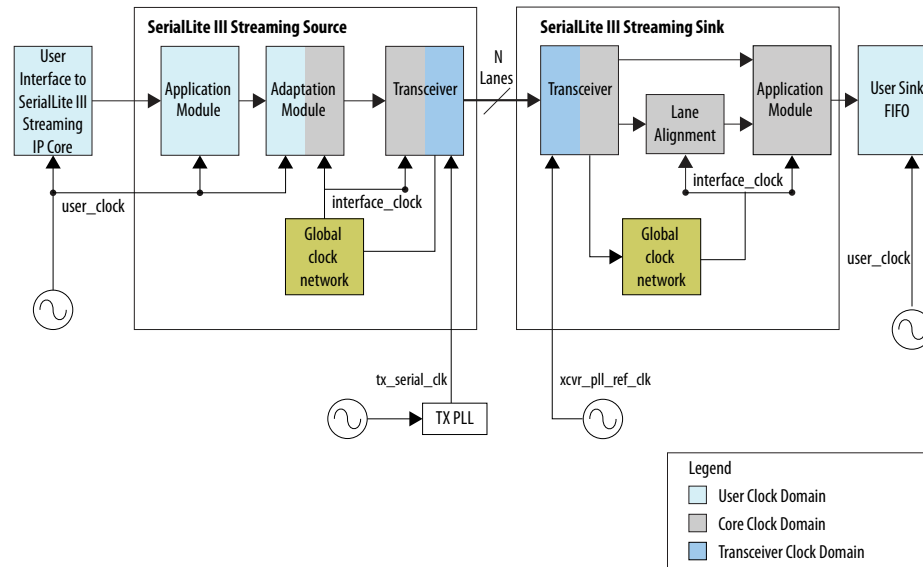 SerialLite III Streaming Source
User
Interface to
SerialLite III
Streaming
IP Core
Application
Module
Adaptation
Module
Transceiver
user_clock
interface_clock
Global
clock
network
tx_serial_clk
TX PLL
N
Lanes
SerialLite III Streaming Sink
Transceiver
Lane
Alignment
Application
Module
interface_clock
Global
clock
network
xcvr_pll_ref_clk
User Sink
FIFO
user_clock
Legend
User Clock Domain
Core Clock Domain
Transceiver Clock Domain